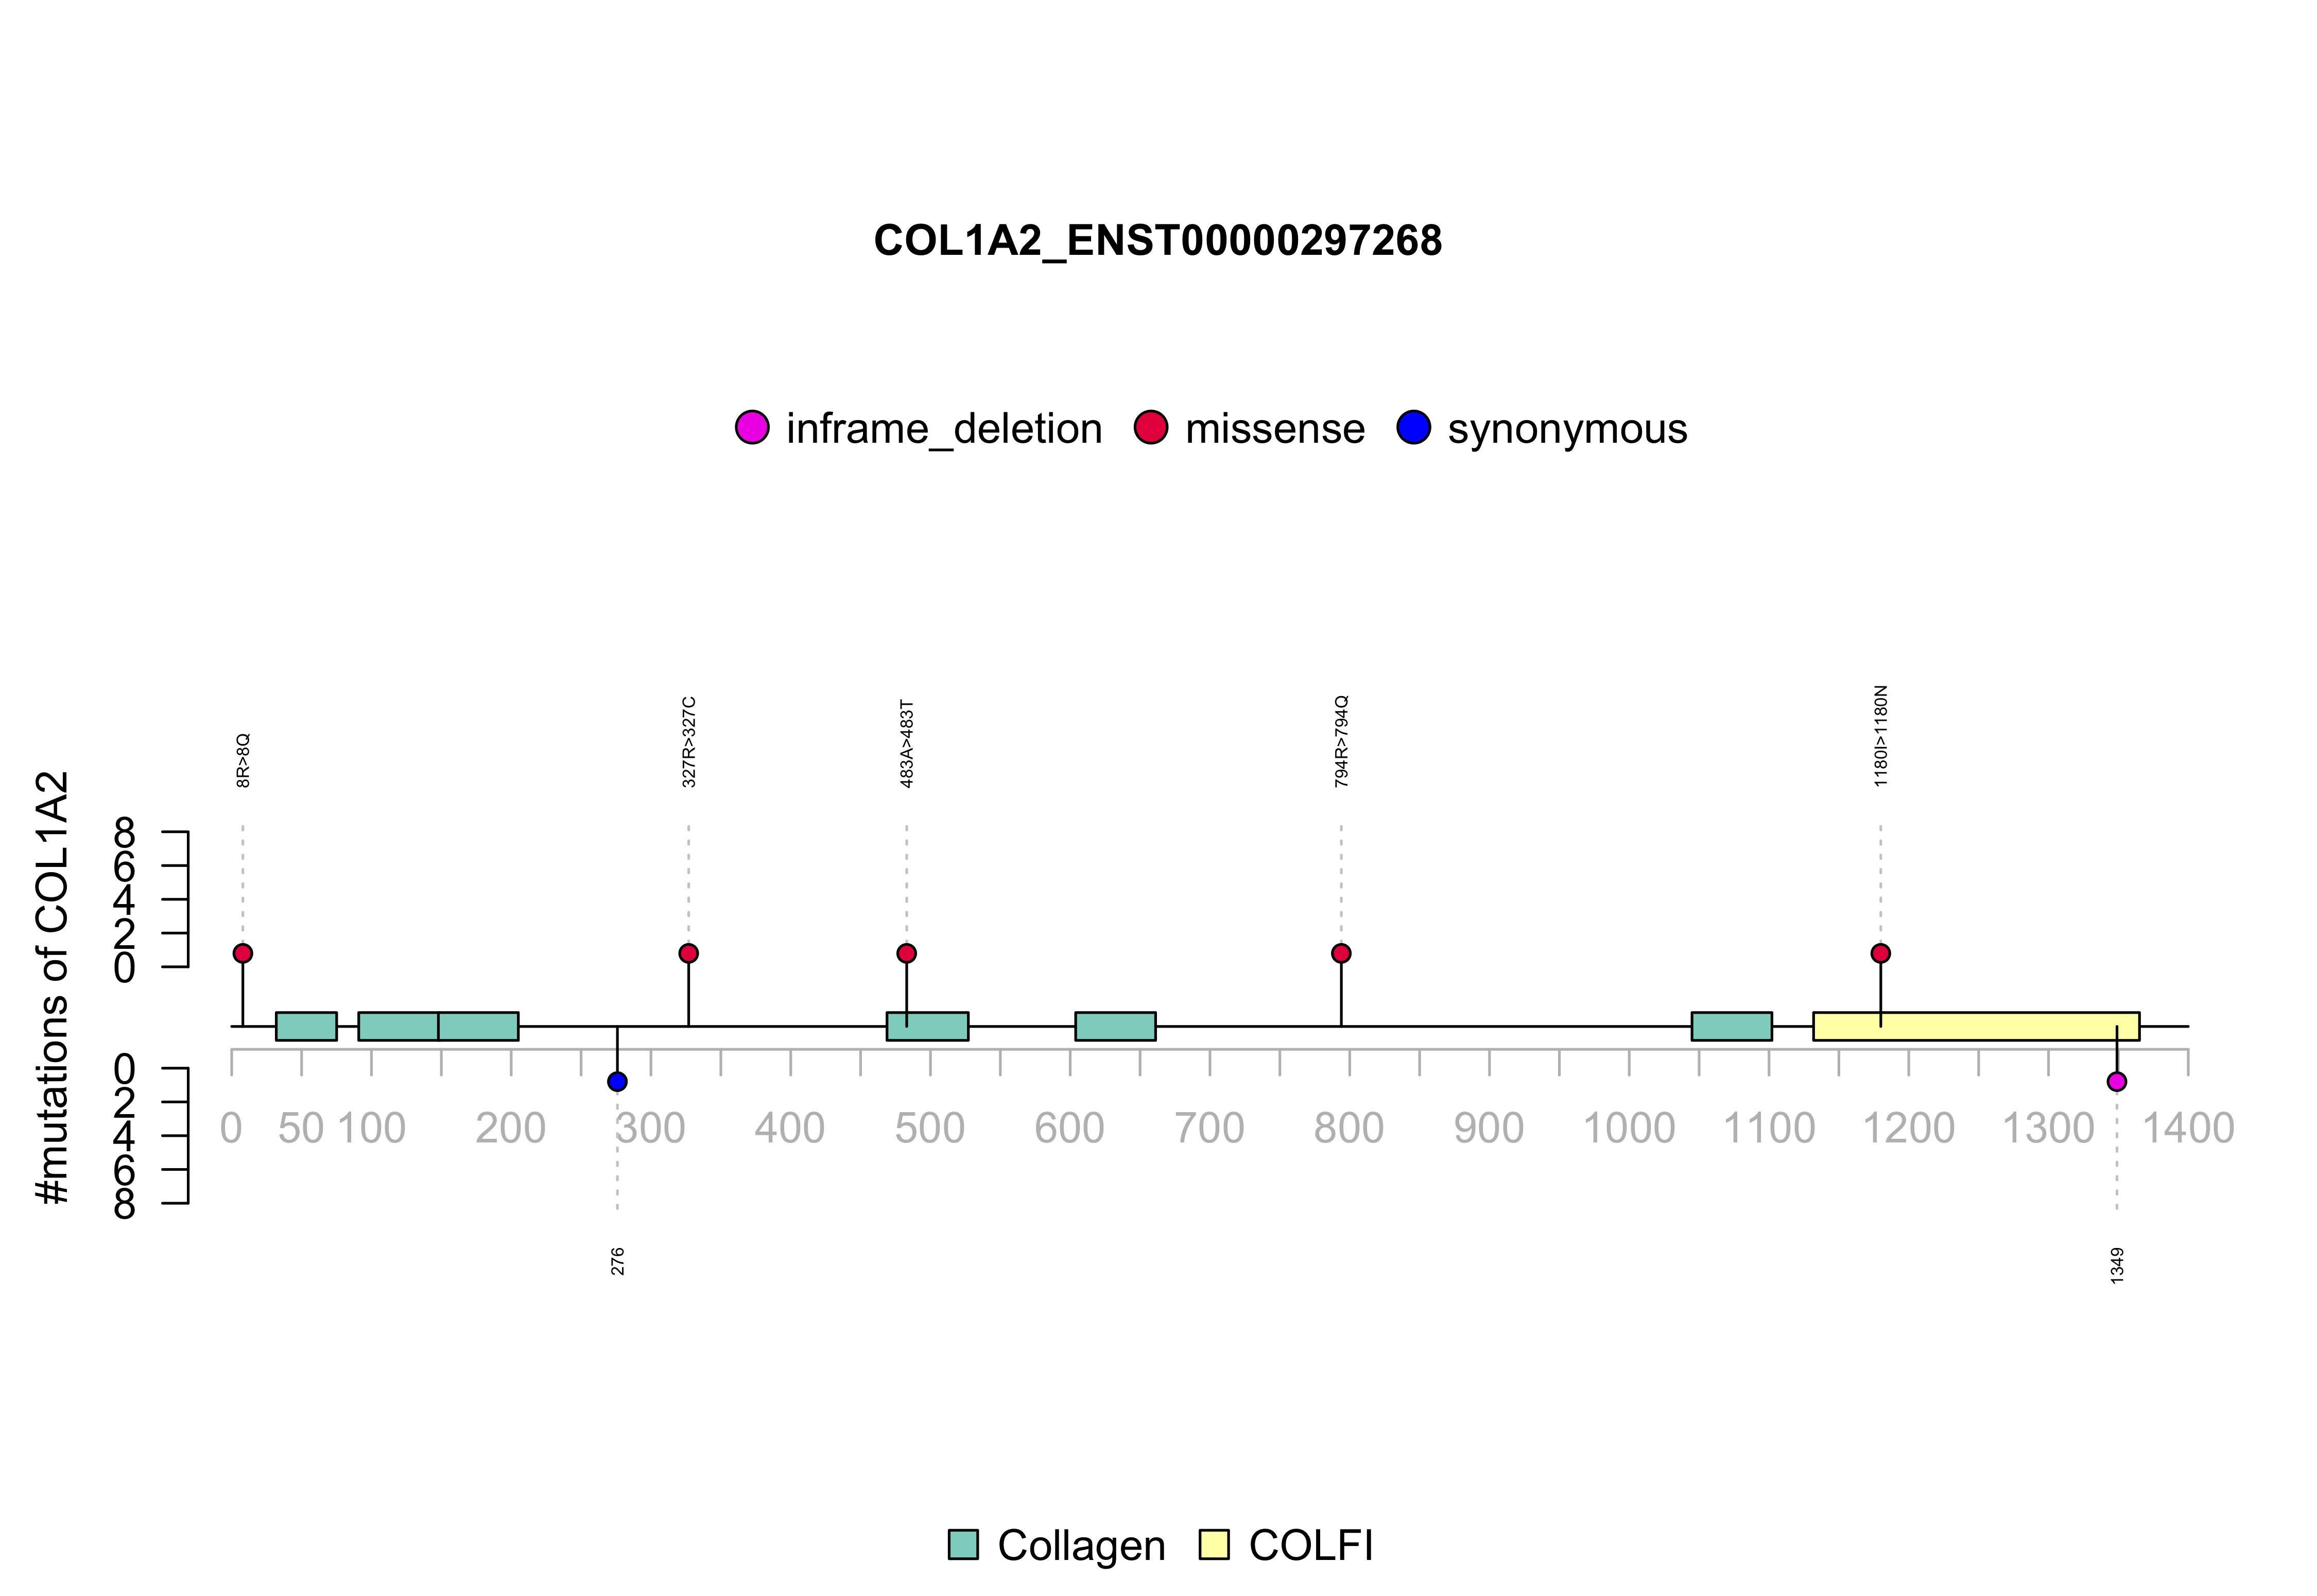 COL1A2_ENST00000297268
inframe_deletion missense synonymous
8R>8Q
327R>327C
483A>483T
794R>794Q
1180I>1180N
#mutations of COL1A2
8
6
4
2
0
0
2
4
6
8
0 50 100 200 300 400 500 600 700 800 900 1000 1100 1200 1300 1400
276
1349
Collagen COLFI